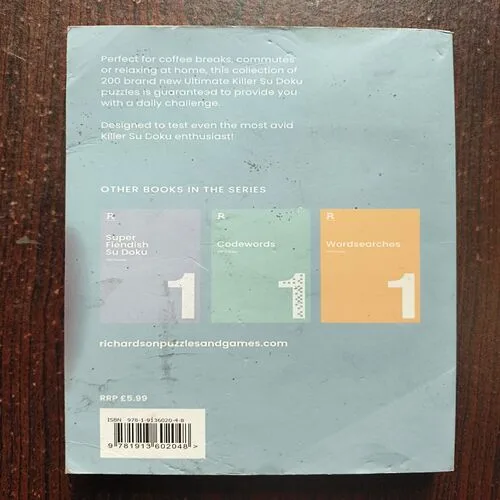 Perfect for coffee breaks, commutes
or relaxing at home, this collection of
200 brand new Ultimate Killer Su Doku
puzzles is guaranteed to provide you
with a daily challenge.
Designed to test even the most avid
Killer Su Doku enthusiast!
OTHER BOOKS IN THE SERIES
R
Super
Fiendish
Su Doku
1
R
Codewords
1
R
Wordsearches
1
richardsonpuzzlesandgames.com
RRP £5.99
ISBN 978-1-913602-04-8
9 781913 602048 >